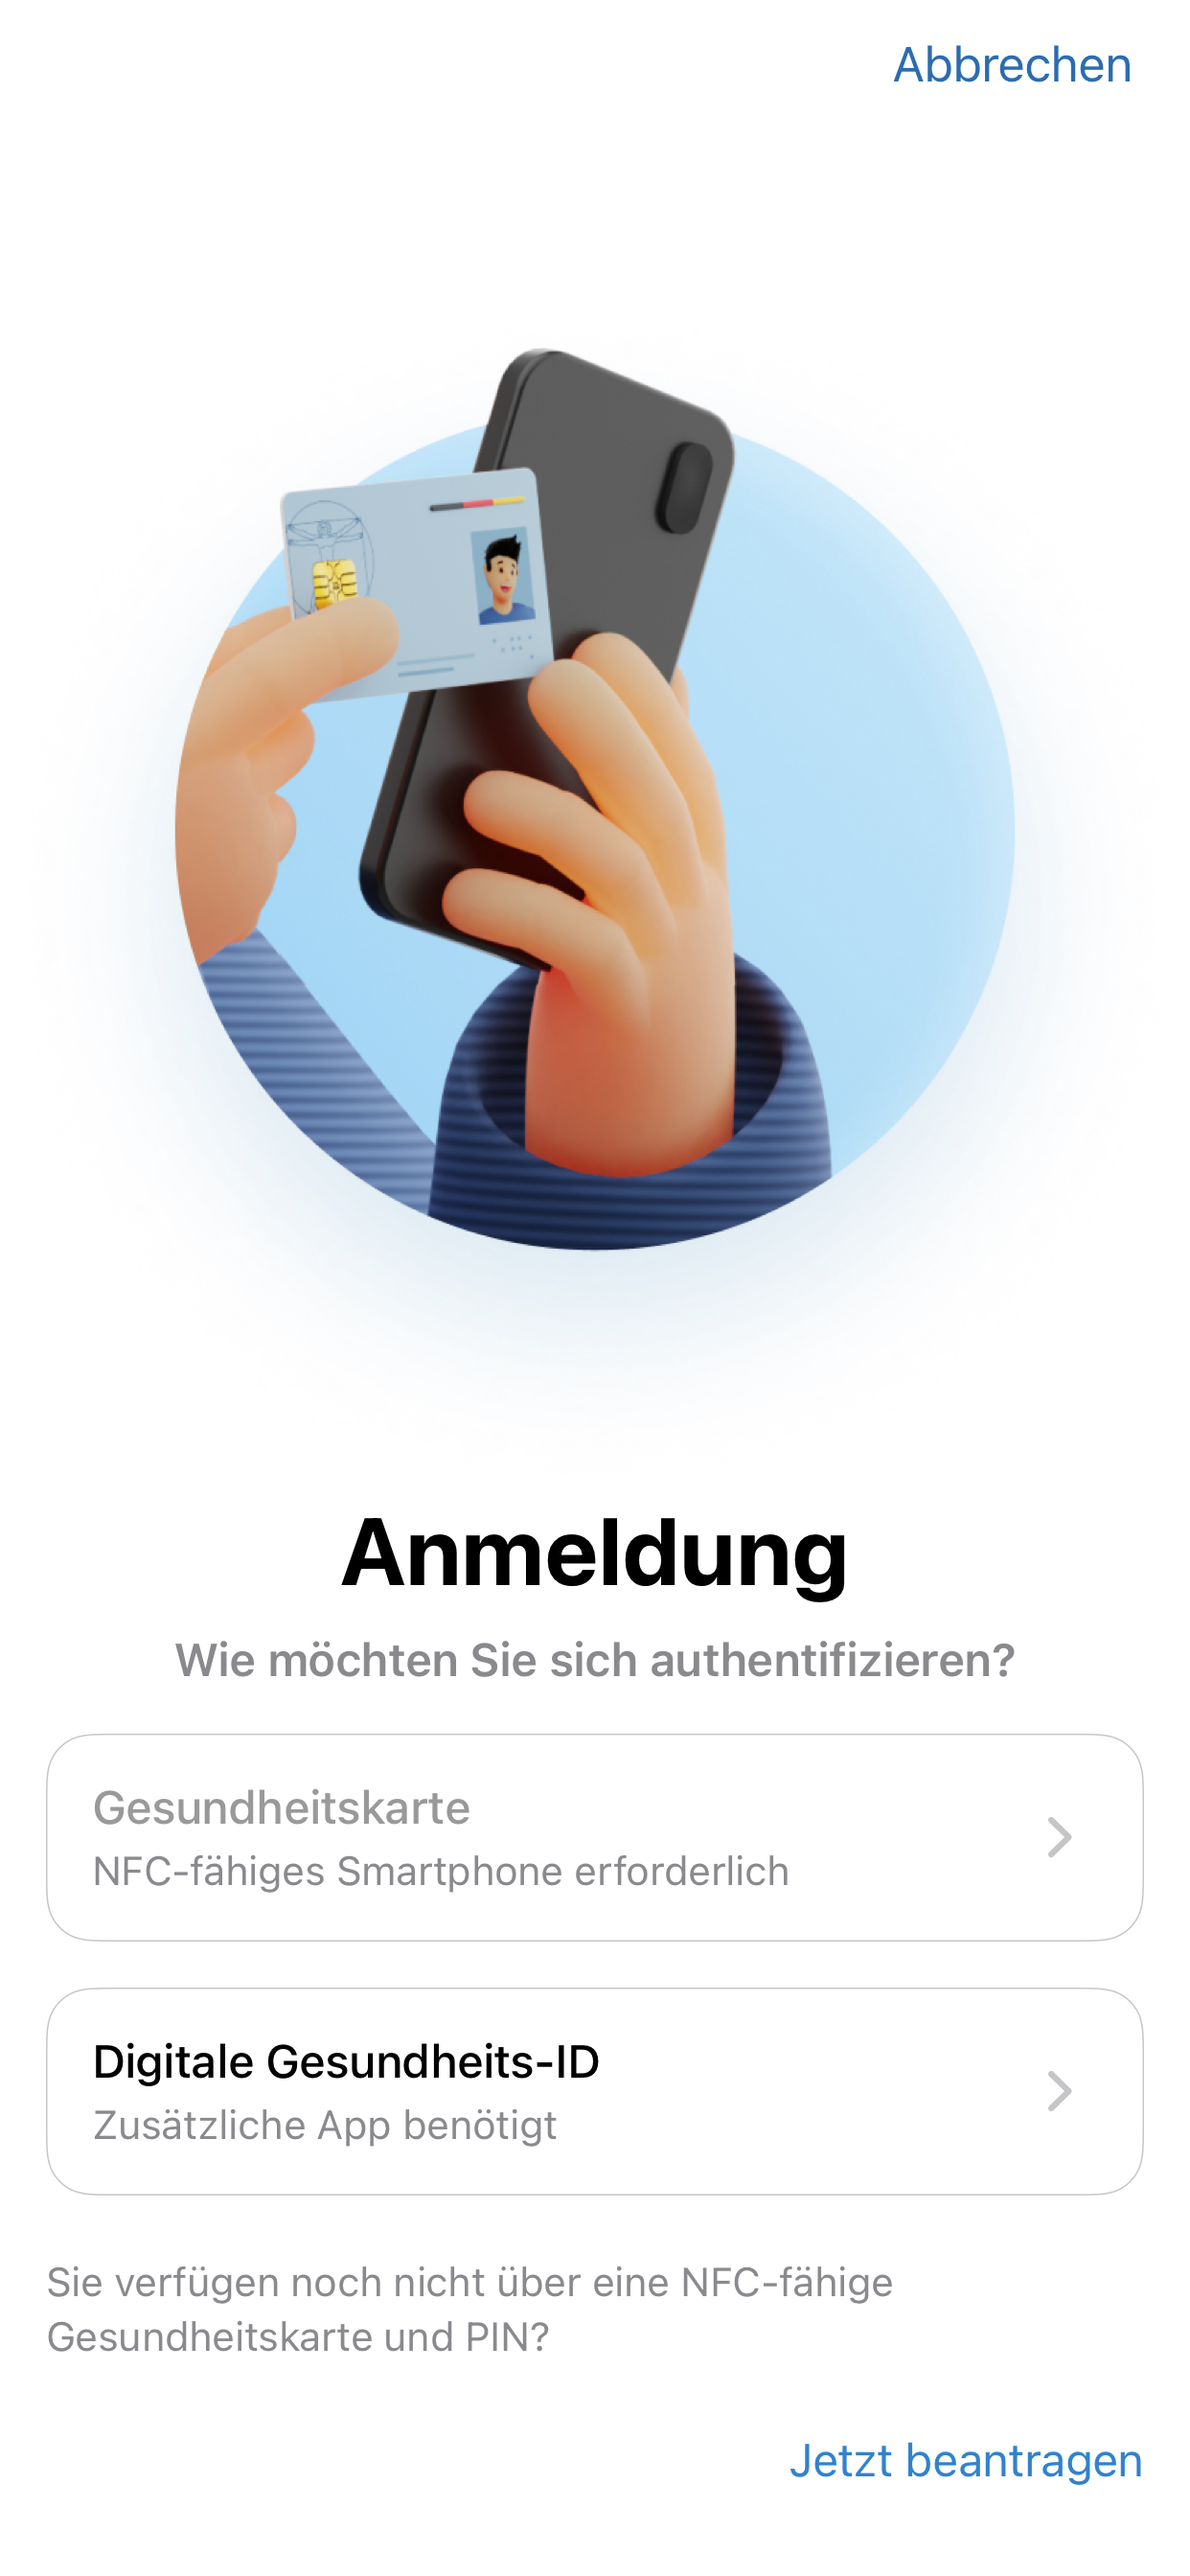 Abbrechen
Anmeldung
Wie möchten Sie sich authentifizieren?
Gesundheitskarte
NFC-fähiges Smartphone erforderlich
Digitale Gesundheits-ID
Zusätzliche App benötigt
Sie verfügen noch nicht über eine NFC-fähige
Gesundheitskarte und PIN?
Jetzt beantragen